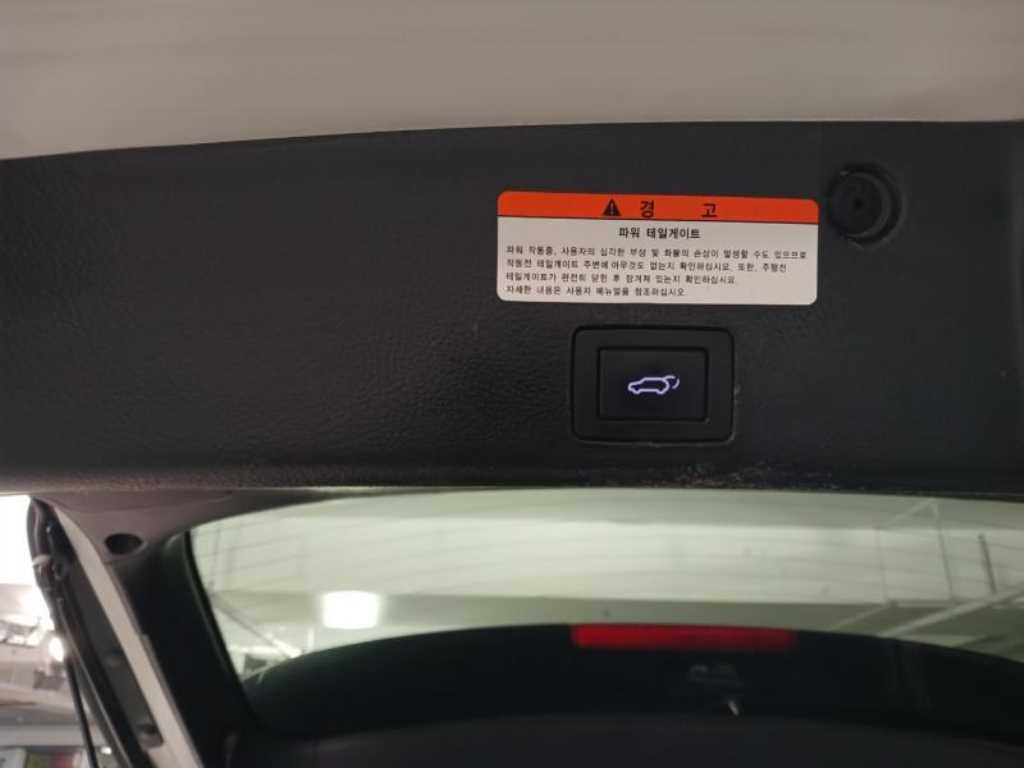 경 고
파워 테일게이트
파워 작동중, 사용자의 심각한 부상 및 화물의 손상이 발생할 수도 있으므로
작동전 테일게이트 주변에 아무것도 없는지 확인하십시요. 또한, 주행전
테일게이트가 완전히 닫힌 후 잠겨져 있는지 확인하십시요.
자세한 내용은 사용자 매뉴얼을 참조하십시오.